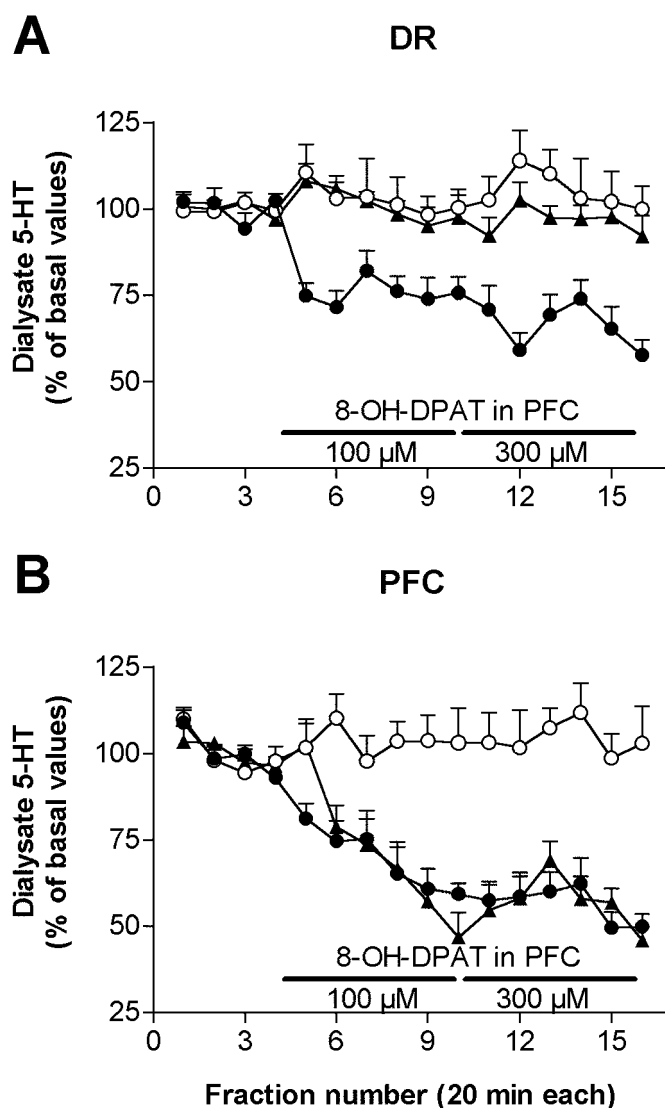 A
DR
125
100
75
50
25
Dialysate 5-HT
(% of basal values)
8-OH-DPAT in PFC
100 µM
300 µM
0
3
6
9
12
15
B
PFC
125
100
75
50
25
Dialysate 5-HT
(% of basal values)
8-OH-DPAT in PFC
100 µM
300 µM
0
3
6
9
12
15
Fraction number (20 min each)